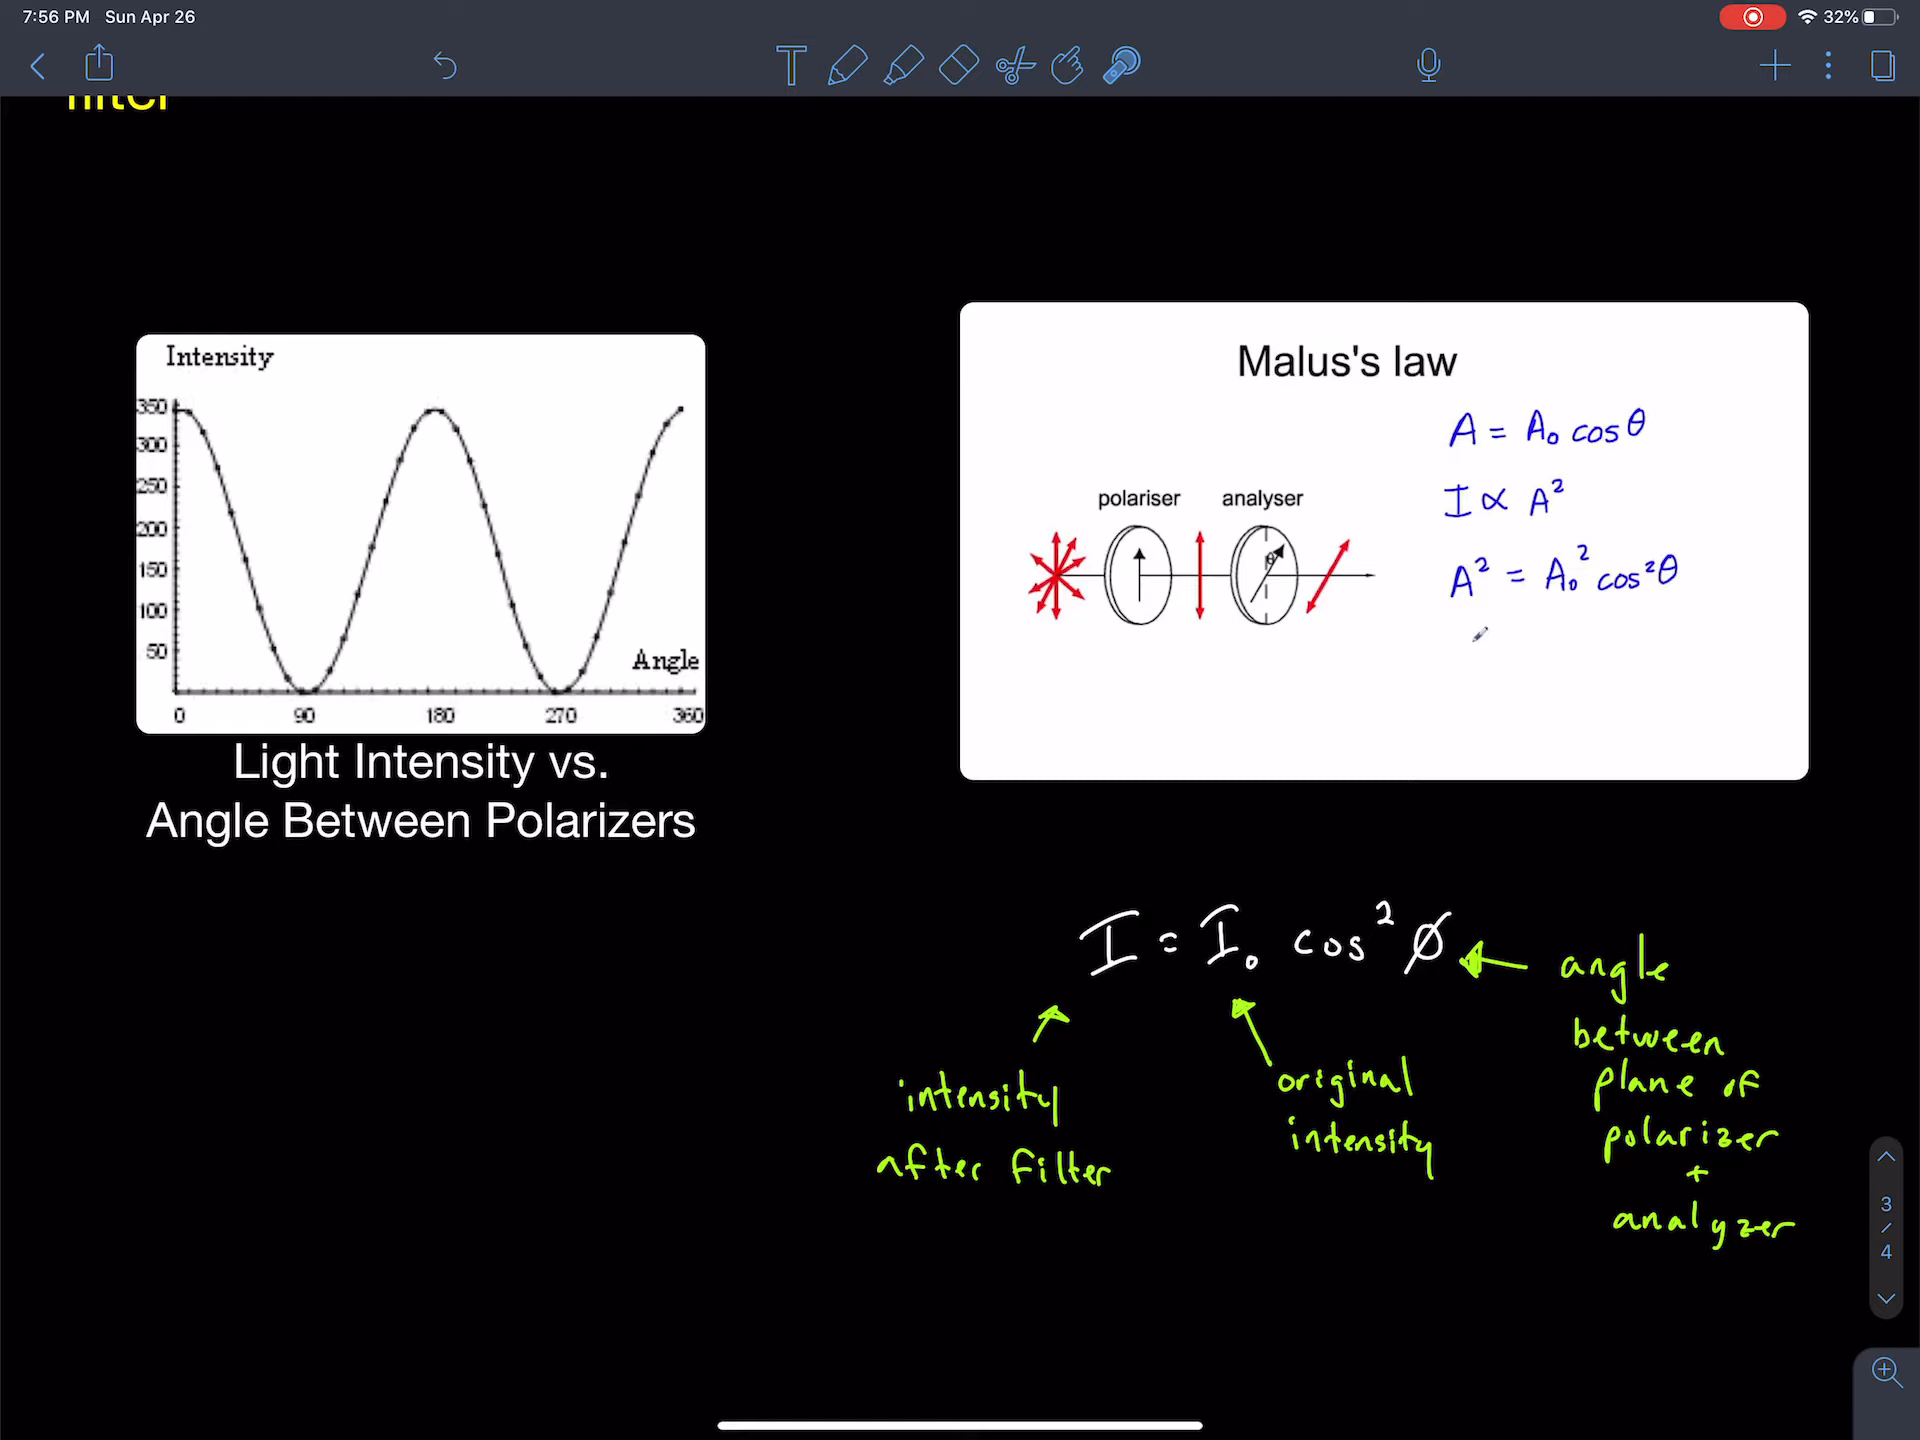 7:56 PM Sun Apr 26
32%
filter
Intensity
350
300
250
200
150
100
50
Angle
0 90 180 270 360
Light Intensity vs.
Angle Between Polarizers
Malus's law
A = A₀ cos θ
I ∝ A²
A² = A₀² cos²θ
polariser analyser
θ
I = I₀ cos² ϕ
intensity
after filter
original
intensity
angle
between
plane of
polarizer
+
analyzer
3
/
4